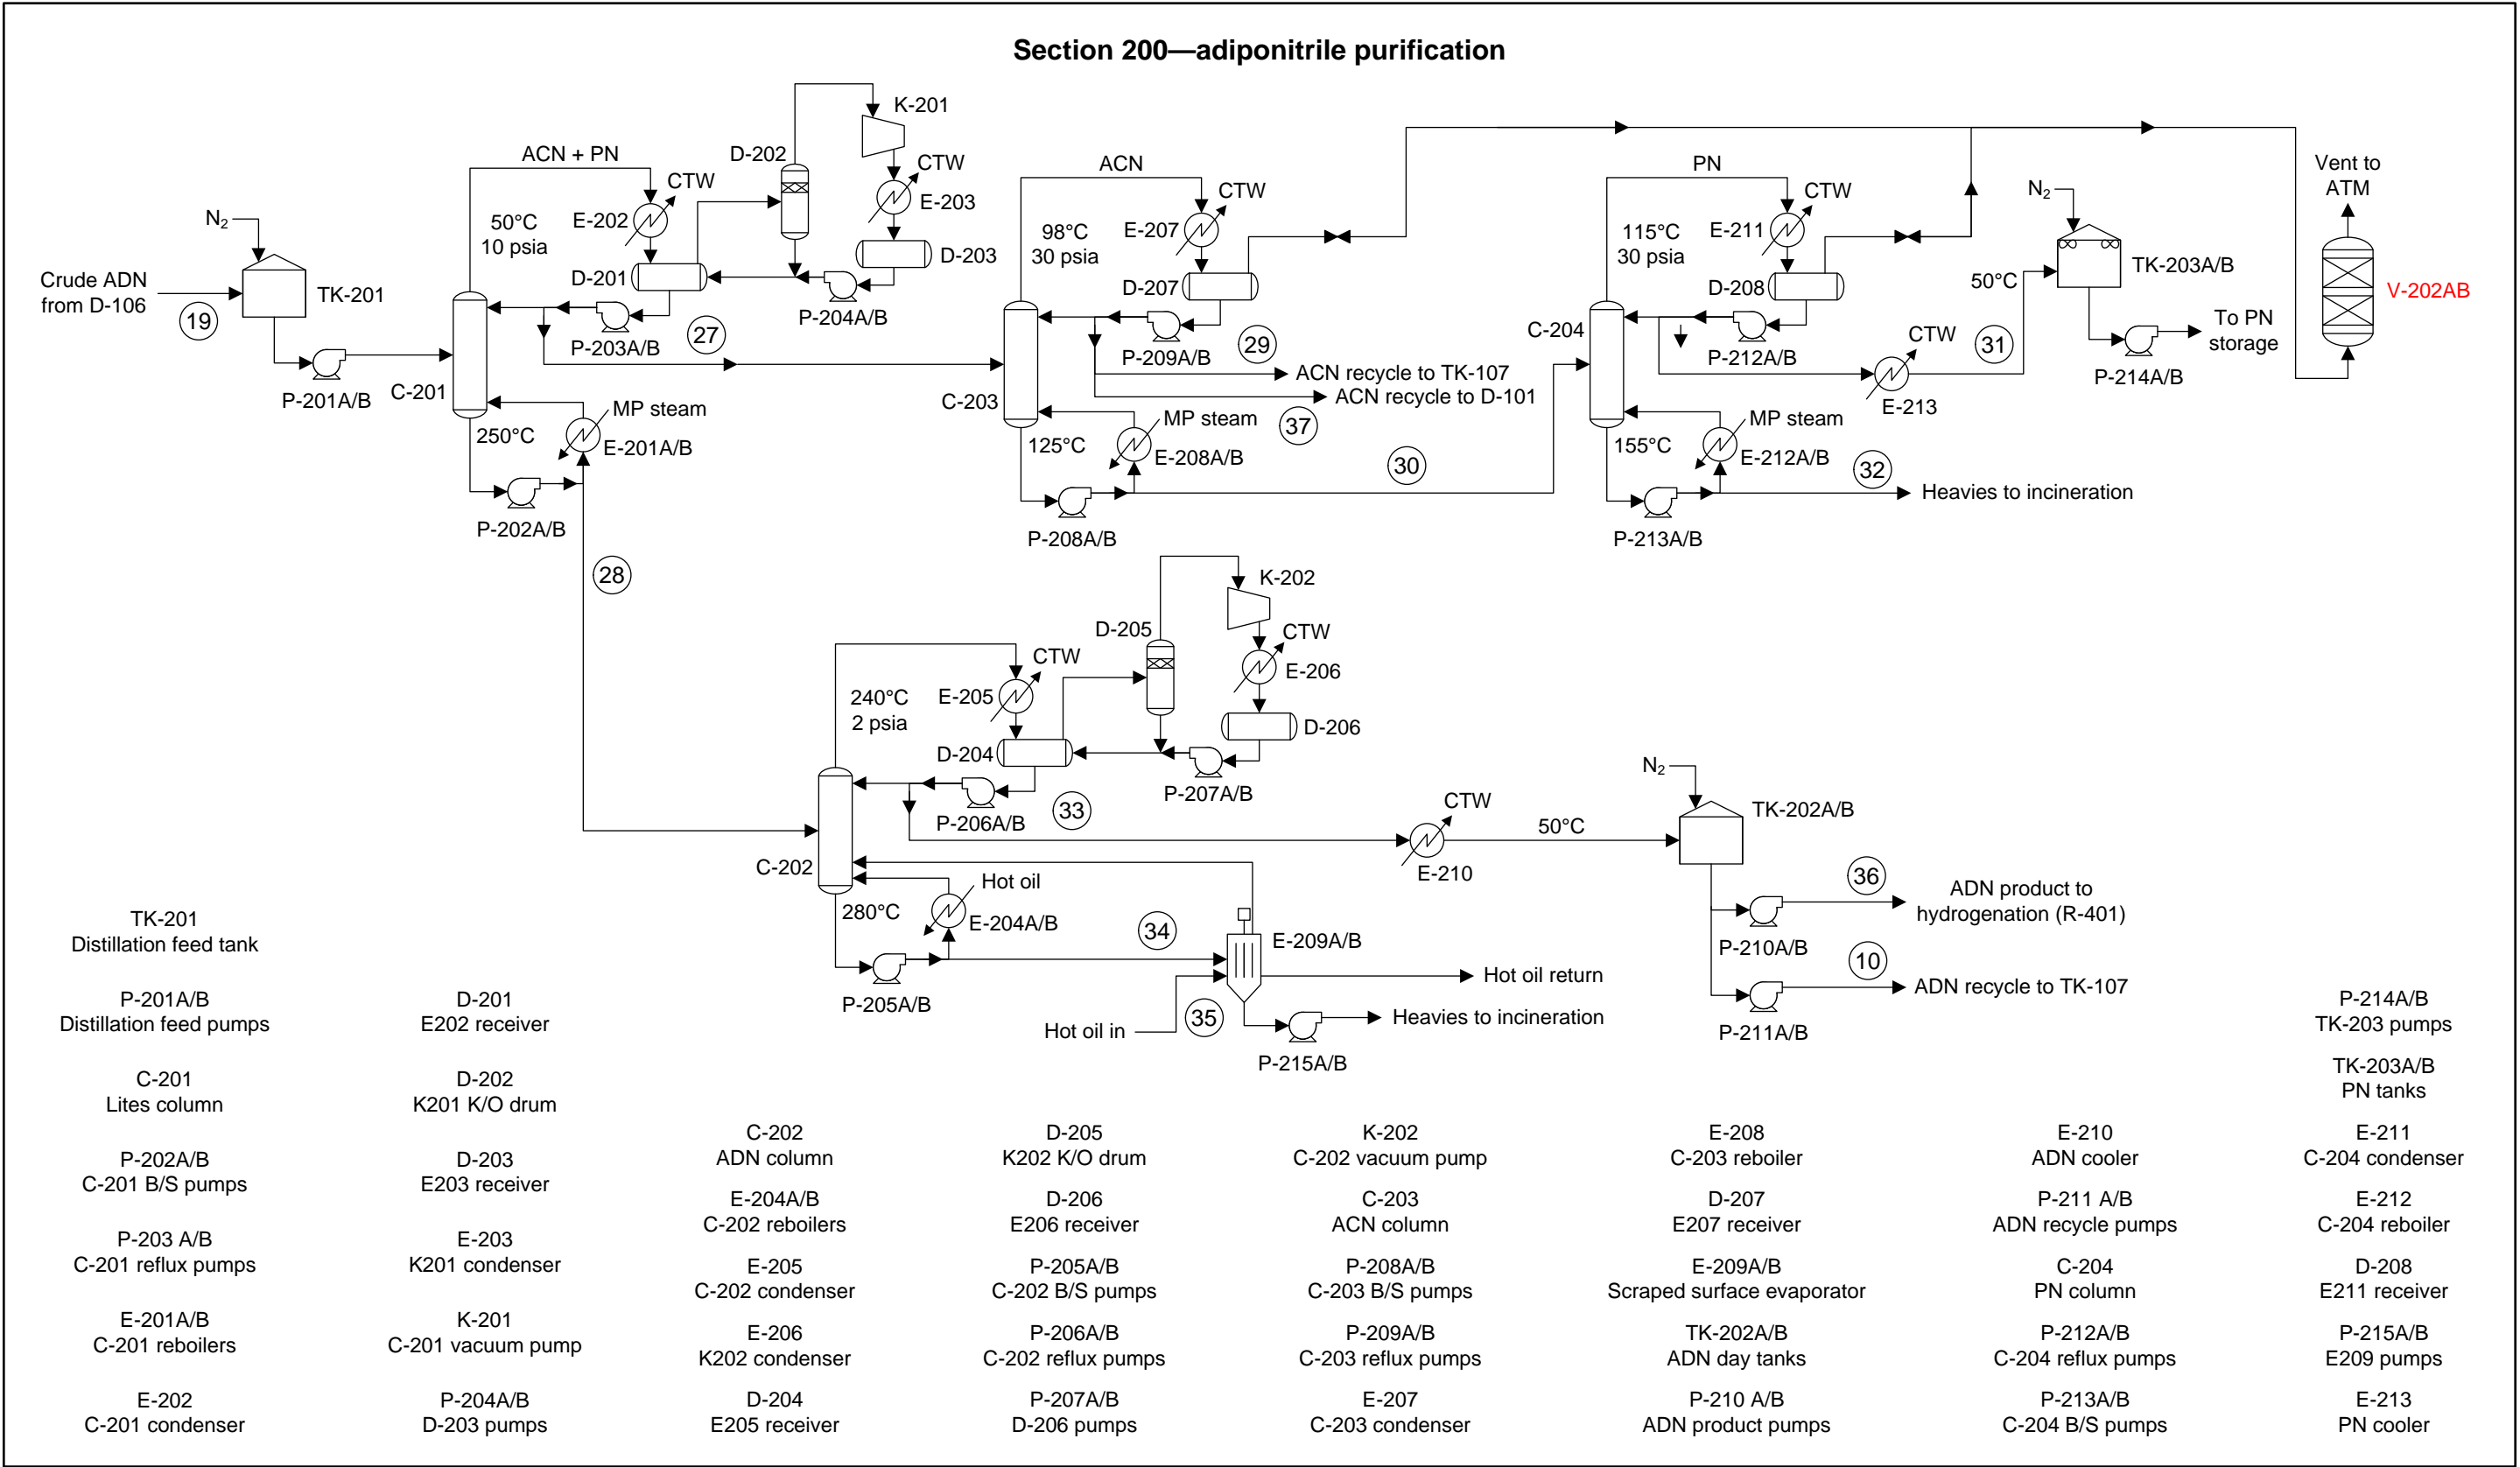 Section 200—adiponitrile purification
K-201
ACN + PN
D-202
CTW
CTW
E-202
50°C
10 psia
E-203
N₂
D-201
D-203
Crude ADN
from D-106
19
TK-201
P-204A/B
P-203A/B
27
P-201A/B
C-201
MP steam
250°C
E-201A/B
P-202A/B
28
ACN
CTW
98°C
30 psia
E-207
D-207
P-209A/B
29
ACN recycle to TK-107
ACN recycle to D-101
C-203
37
MP steam
125°C
E-208A/B
30
P-208A/B
PN
CTW
115°C
30 psia
E-211
D-208
C-204
P-212A/B
CTW
31
E-213
MP steam
155°C
E-212A/B
32
Heavies to incineration
P-213A/B
N₂
50°C
TK-203A/B
To PN
storage
P-214A/B
Vent to
ATM
V-202AB
K-202
D-205
CTW
CTW
E-206
E-205
240°C
2 psia
D-204
D-206
P-207A/B
P-206A/B
33
CTW
50°C
E-210
N₂
TK-202A/B
C-202
Hot oil
280°C
E-204A/B
34
E-209A/B
Hot oil return
P-205A/B
Hot oil in
35
Heavies to incineration
P-215A/B
36
ADN product to
hydrogenation (R-401)
P-210A/B
10
ADN recycle to TK-107
P-211A/B
TK-201
Distillation feed tank
P-201A/B
Distillation feed pumps
C-201
Lites column
P-202A/B
C-201 B/S pumps
P-203 A/B
C-201 reflux pumps
E-201A/B
C-201 reboilers
E-202
C-201 condenser
D-201
E202 receiver
D-202
K201 K/O drum
D-203
E203 receiver
E-203
K201 condenser
K-201
C-201 vacuum pump
P-204A/B
D-203 pumps
C-202
ADN column
E-204A/B
C-202 reboilers
E-205
C-202 condenser
E-206
K202 condenser
D-204
E205 receiver
D-205
K202 K/O drum
D-206
E206 receiver
P-205A/B
C-202 B/S pumps
P-206A/B
C-202 reflux pumps
P-207A/B
D-206 pumps
K-202
C-202 vacuum pump
C-203
ACN column
P-208A/B
C-203 B/S pumps
P-209A/B
C-203 reflux pumps
E-207
C-203 condenser
E-208
C-203 reboiler
D-207
E207 receiver
E-209A/B
Scraped surface evaporator
TK-202A/B
ADN day tanks
P-210 A/B
ADN product pumps
E-210
ADN cooler
P-211 A/B
ADN recycle pumps
C-204
PN column
P-212A/B
C-204 reflux pumps
P-213A/B
C-204 B/S pumps
P-214A/B
TK-203 pumps
TK-203A/B
PN tanks
E-211
C-204 condenser
E-212
C-204 reboiler
D-208
E211 receiver
P-215A/B
E209 pumps
E-213
PN cooler